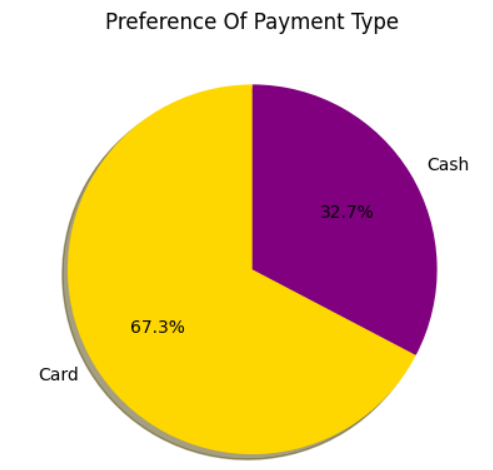 Preference Of Payment Type
Cash
32.7%
67.3%
Card